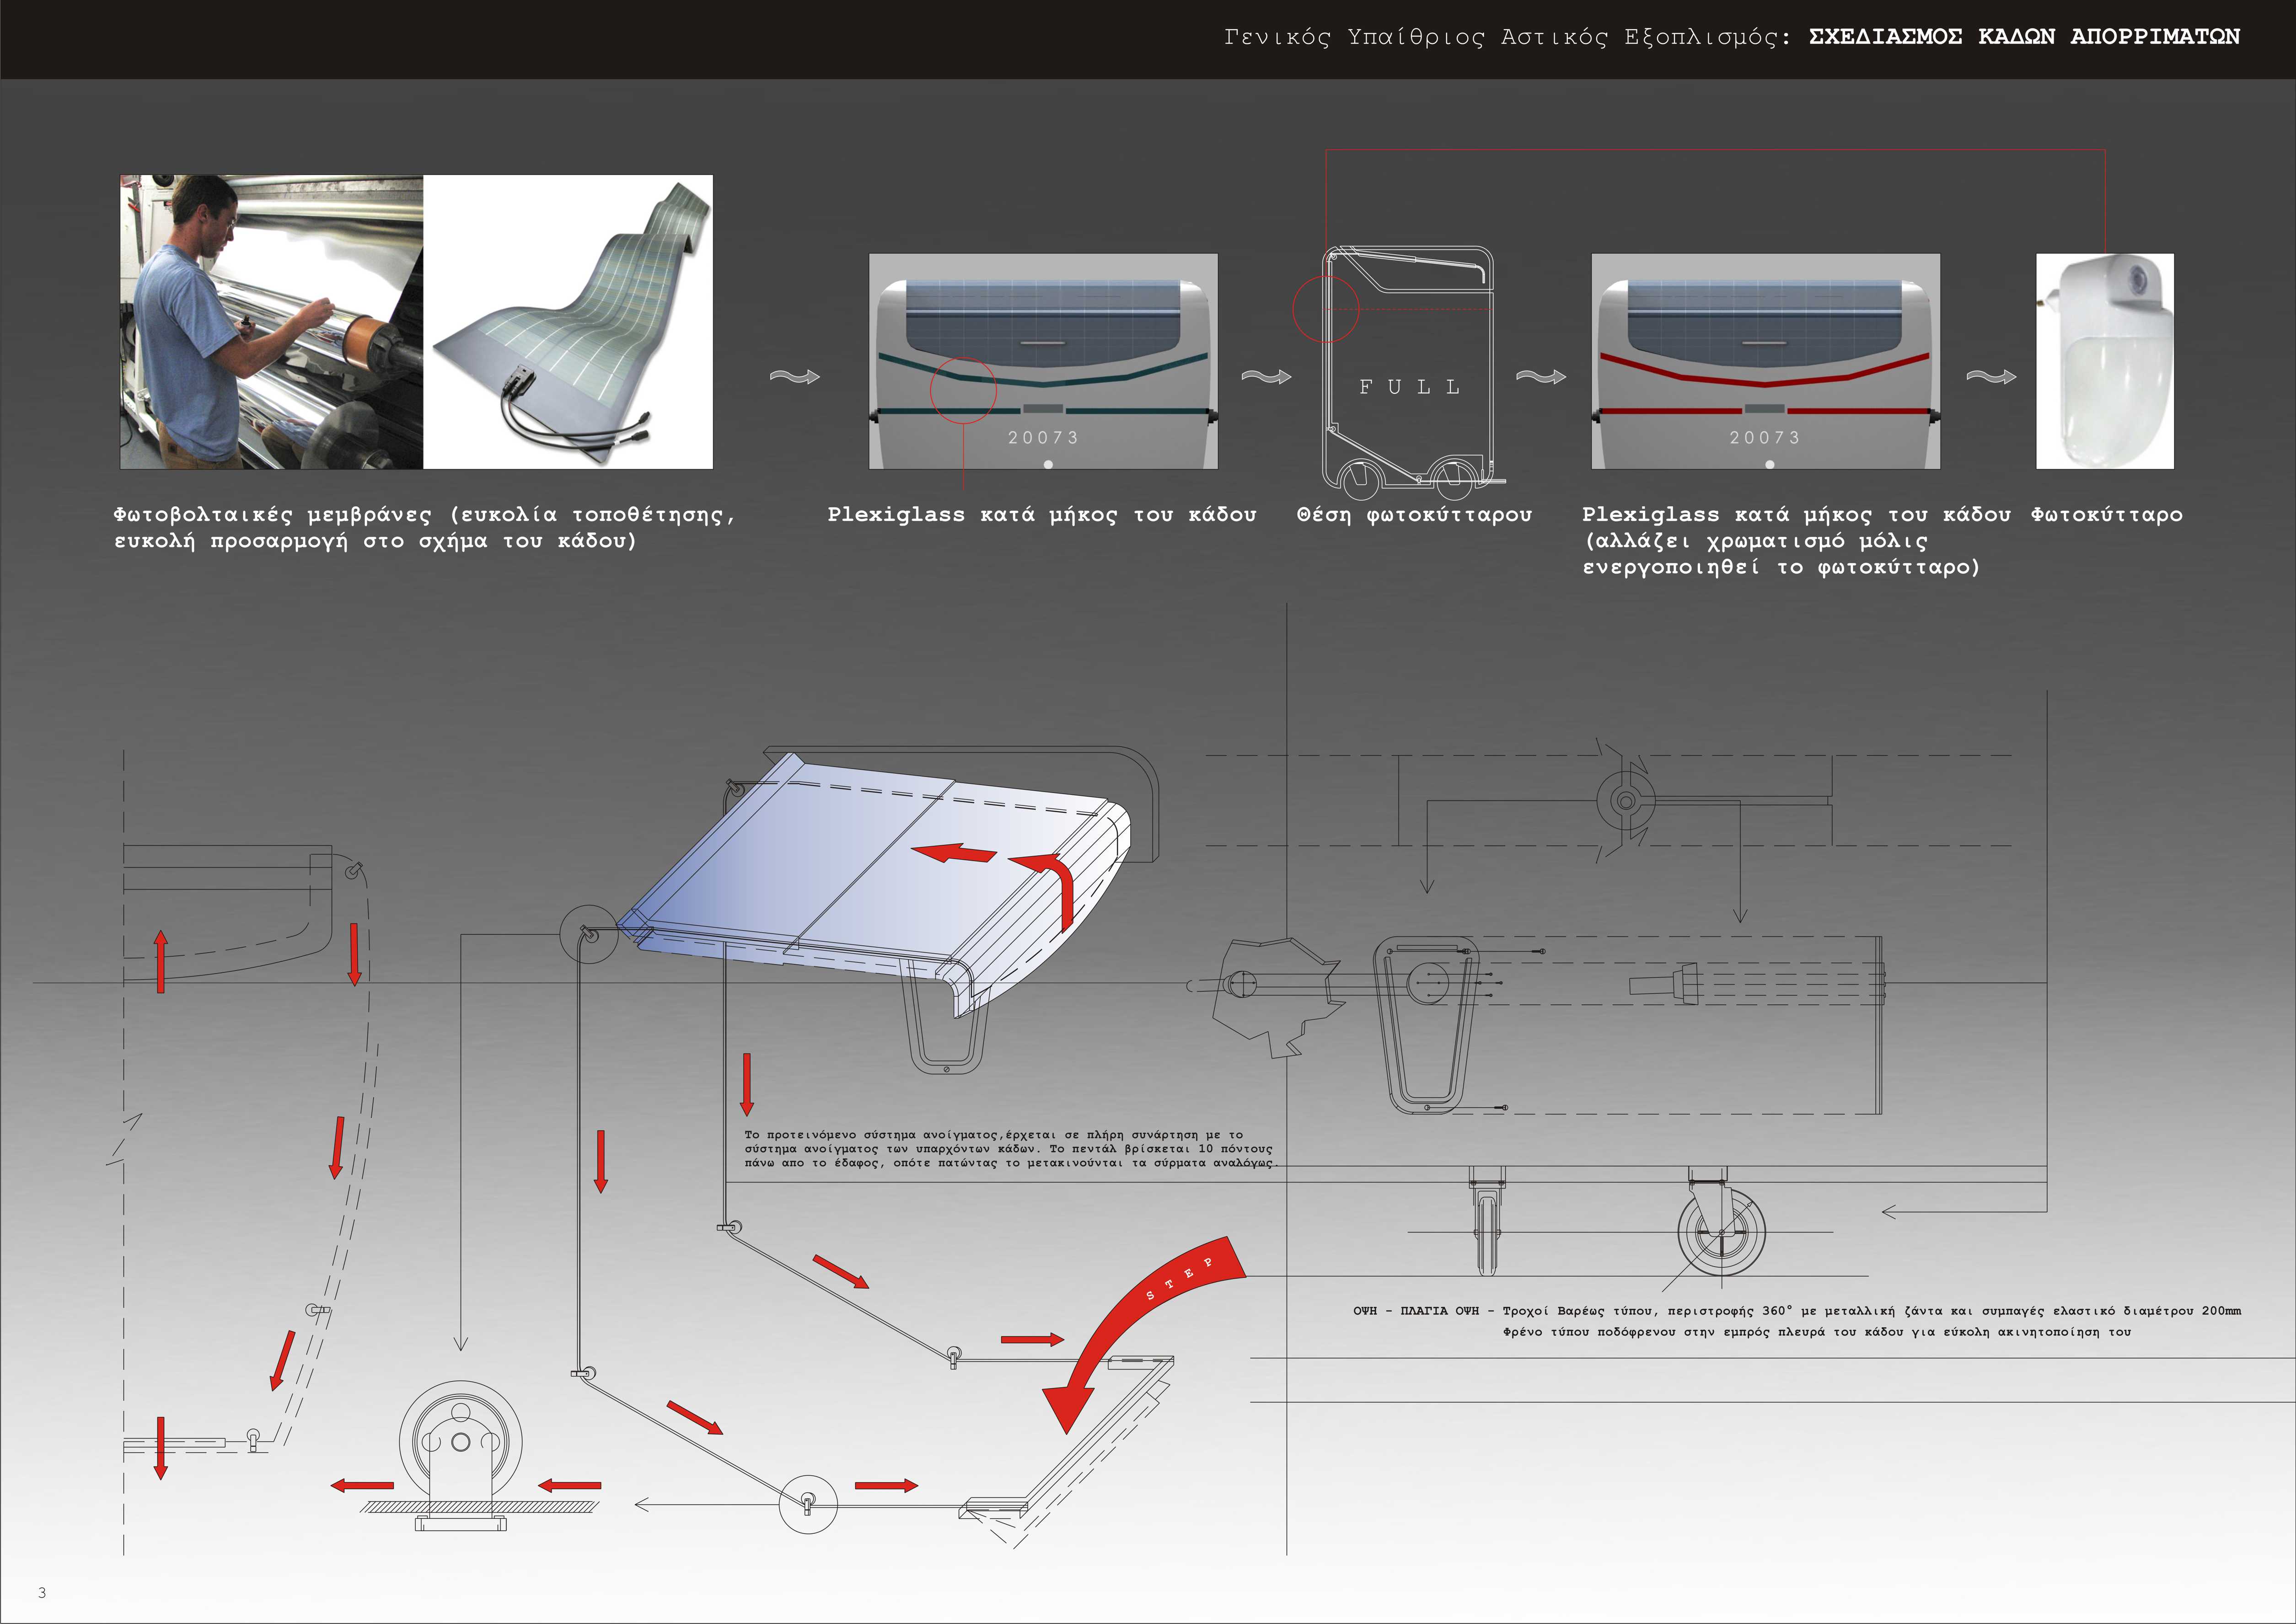 Γενικός Υπαίθριος Αστικός Εξοπλισμός: ΣΧΕΔΙΑΣΜΟΣ ΚΑΔΩΝ ΑΠΟΡΡΙΜΑΤΩΝ
20073
FULL
20073
Φωτοβολταικές μεμβράνες (ευκολία τοποθέτησης,
ευκολή προσαρμογή στο σχήμα του κάδου)
Plexiglass κατά μήκος του κάδου
Θέση φωτοκύτταρου
Plexiglass κατά μήκος του κάδου
(αλλάζει χρωματισμό μόλις
ενεργοποιηθεί το φωτοκύτταρο)
Φωτοκύτταρο
Το προτεινόμενο σύστημα ανοίγματος,έρχεται σε πλήρη συνάρτηση με το
σύστημα ανοίγματος των υπαρχόντων κάδων. Το πεντάλ βρίσκεται 10 πόντους
πάνω απο το έδαφος, οπότε πατώντας το μετακινούνται τα σύρματα αναλόγως.
STEP
ΟΨΗ - ΠΛΑΓΙΑ ΟΨΗ - Τροχοί Βαρέως τύπου, περιστροφής 360° με μεταλλική ζάντα και συμπαγές ελαστικό διαμέτρου 200mm
Φρένο τύπου ποδόφρενου στην εμπρός πλευρά του κάδου για εύκολη ακινητοποίηση του
3